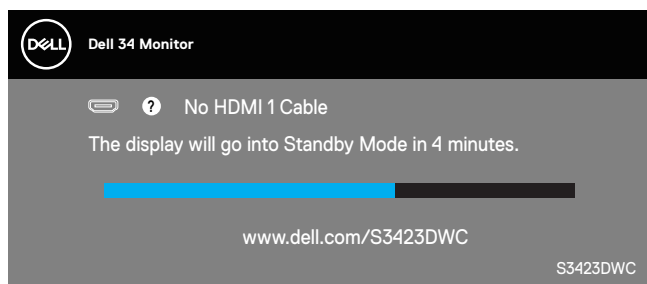 DELL
Dell 34 Monitor
? No HDMI 1 Cable
The display will go into Standby Mode in 4 minutes.
www.dell.com/S3423DWC
S3423DWC